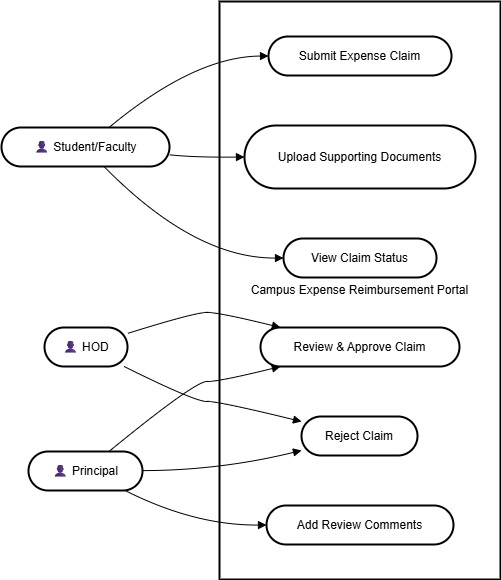 Submit Expense Claim
Student/Faculty
Upload Supporting Documents
View Claim Status
Campus Expense Reimbursement Portal
HOD
Review & Approve Claim
Reject Claim
Principal
Add Review Comments